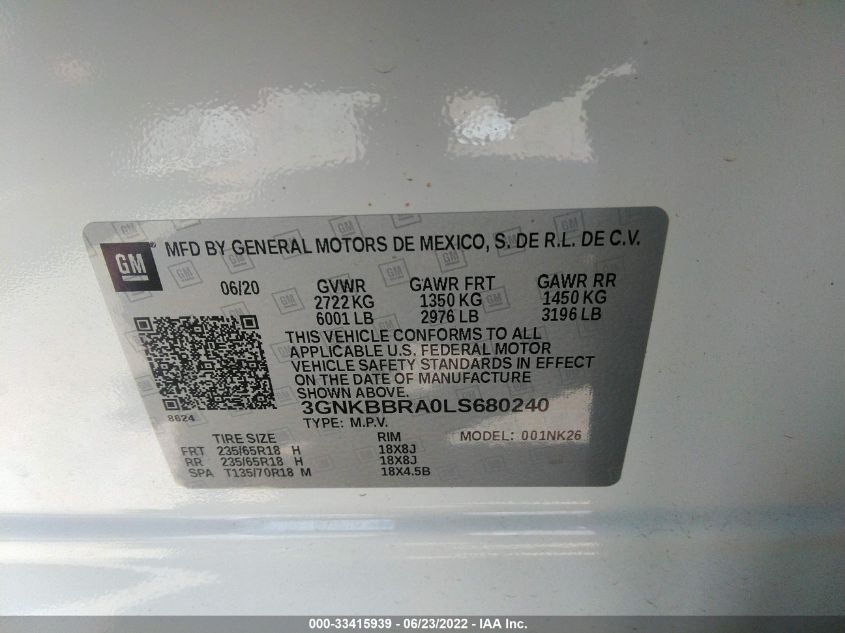 GM
MFD BY GENERAL MOTORS DE MEXICO, S. DE R.L. DE C.V.
06/20 GVWR GAWR FRT GAWR RR
2722 KG 1350 KG 1450 KG
6001 LB 2976 LB 3196 LB
THIS VEHICLE CONFORMS TO ALL
APPLICABLE U.S. FEDERAL MOTOR
VEHICLE SAFETY STANDARDS IN EFFECT
ON THE DATE OF MANUFACTURE
SHOWN ABOVE.
8624
3GNKBBRA0LS680240
TYPE: M.P.V. MODEL: 001NK26
TIRE SIZE RIM
FRT 235/65R18 H 18X8J
RR 235/65R18 H 18X8J
SPA T135/70R18 M 18X4.5B
000-33415939 - 06/23/2022 - IAA Inc.